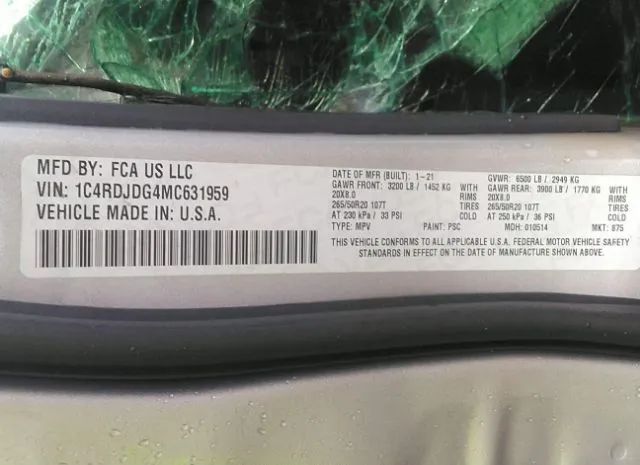 MFD BY: FCA US LLC
VIN: 1C4RDJDG4MC631959
VEHICLE MADE IN: U.S.A.
DATE OF MFR (BUILT): 1-21 GVWR: 6500 LB / 2949 KG
GAWR FRONT: 3200 LB / 1452 KG WITH GAWR REAR: 3900 LB / 1770 KG WITH
20X8.0 RIMS 20X8.0 RIMS
265/50R20 107T TIRES 265/50R20 107T TIRES
AT 230 kPa / 33 PSI COLD AT 250 kPa / 36 PSI COLD
TYPE: MPV PAINT: PSC MDH: 010514 MKT: 875
THIS VEHICLE CONFORMS TO ALL APPLICABLE U.S.A. FEDERAL MOTOR VEHICLE SAFETY
STANDARDS IN EFFECT ON THE DATE OF MANUFACTURE SHOWN ABOVE